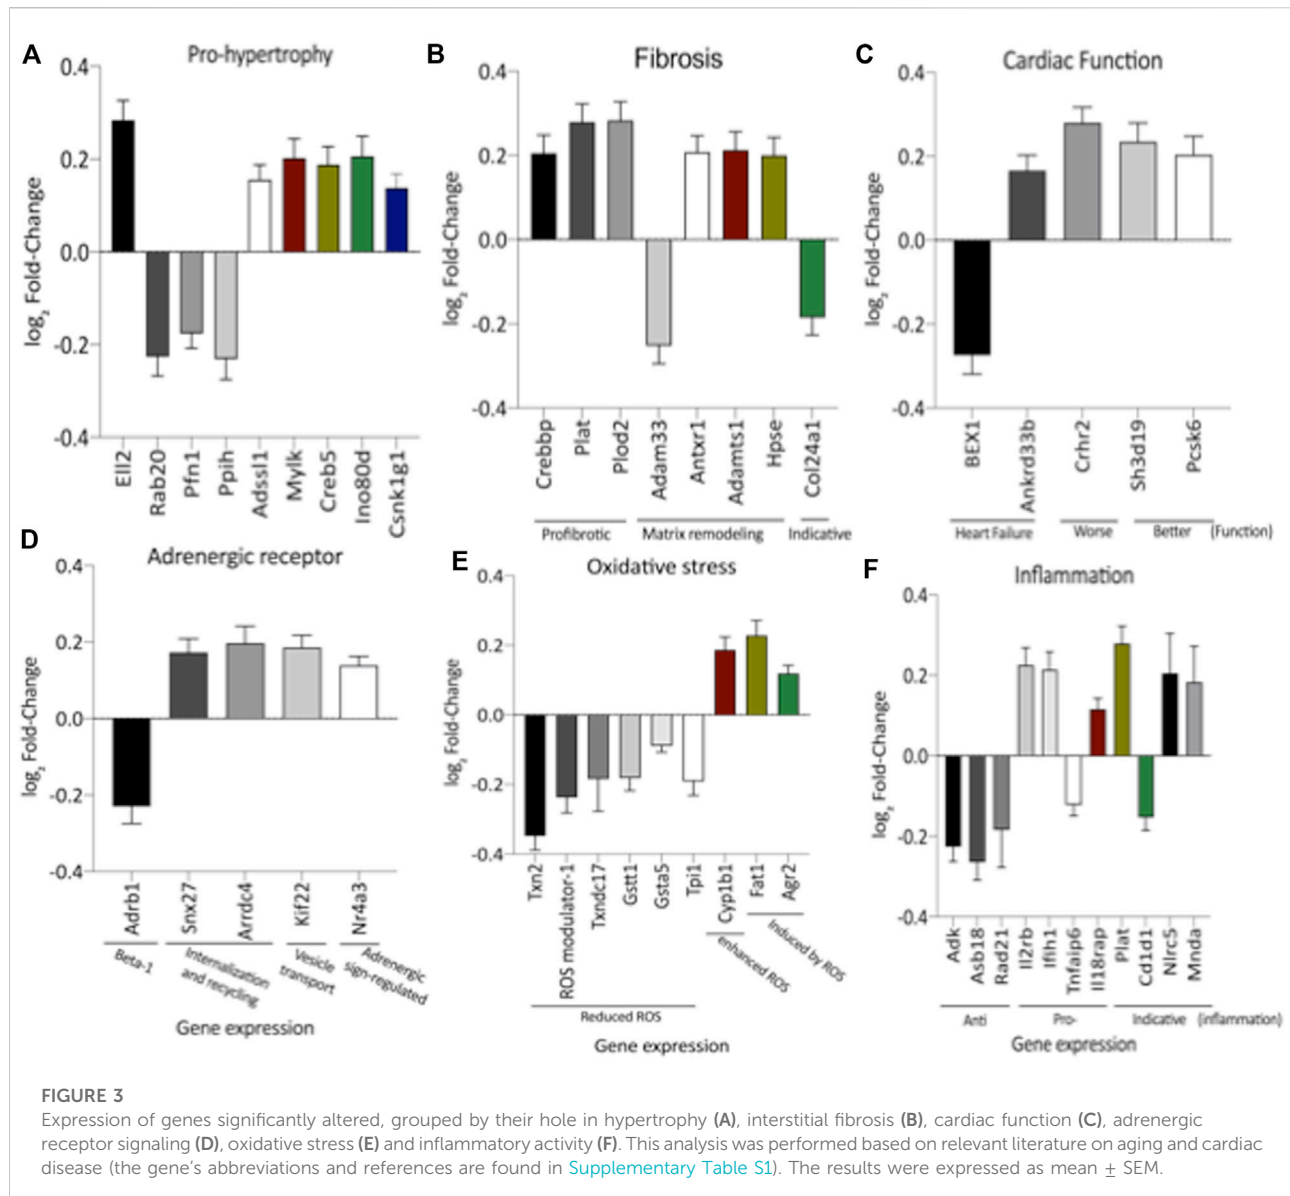 A
Pro-hypertrophy
log₂ Fold-Change
0.4
0.2
0.0
-0.2
-0.4
Ell2
Rab20
Pfn1
Ppih
Adssl1
Mylk
Creb5
Ino80d
Csnk1g1
B
Fibrosis
log₂ Fold-Change
0.4
0.2
0.0
-0.2
-0.4
Crebbp
Plat
Plod2
Adam33
Antxr1
Adamts1
Hpse
Col24a1
Profibrotic
Matrix remodeling
Indicative
C
Cardiac Function
log₂ Fold-Change
0.4
0.2
0.0
-0.2
-0.4
BEX1
Ankrd33b
Crhr2
Sh3d19
Pcsk6
Heart Failure
Worse
Better
(Function)
D
Adrenergic receptor
log₂ Fold-Change
0.4
0.2
0.0
-0.2
-0.4
Adrb1
Snx27
Arrdc4
Kif22
Nr4a3
Beta-1
Internalization
and recycling
Vesicle
transport
Adrenergic
sign-regulated
Gene expression
E
Oxidative stress
log₂ Fold-Change
0.4
0.2
0.0
-0.2
-0.4
Txn2
ROS modulator-1
Txndc17
Gstt1
Gsta5
Tpi1
Cyp1b1
Fat1
Agr2
Reduced ROS
enhanced ROS
Induced by ROS
Gene expression
F
Inflammation
log₂ Fold-Change
0.4
0.2
0.0
-0.2
-0.4
Adk
Asb18
Rad21
Il2rb
Ifih1
Tnfaip6
Il18rap
Plat
Cd1d1
Nlrc5
Mnda
Anti
Pro-
Indicative
(inflammation)
Gene expression
FIGURE 3
Expression of genes significantly altered, grouped by their hole in hypertrophy (A), interstitial fibrosis (B), cardiac function (C), adrenergic
receptor signaling (D), oxidative stress (E) and inflammatory activity (F). This analysis was performed based on relevant literature on aging and cardiac
disease (the gene's abbreviations and references are found in Supplementary Table S1). The results were expressed as mean ± SEM.